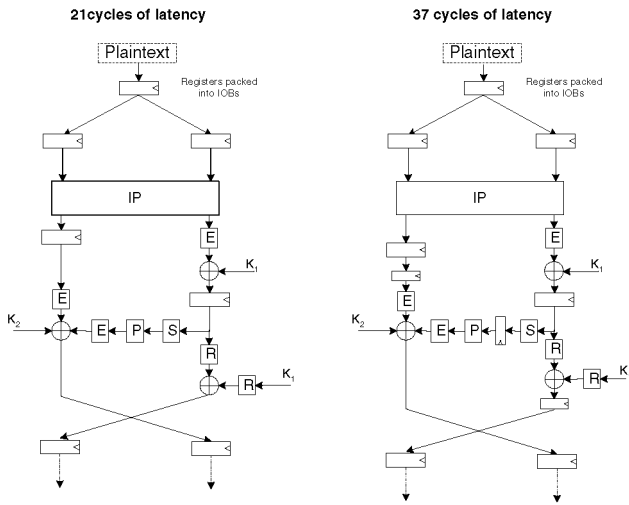 21cycles of latency
37 cycles of latency
Plaintext
Plaintext
Registers packed
into IOBs
Registers packed
into IOBs
IP
IP
E
E
K1
K1
E
E
K2
E
P
S
K2
E
P
S
R
R
R
K1
R
K